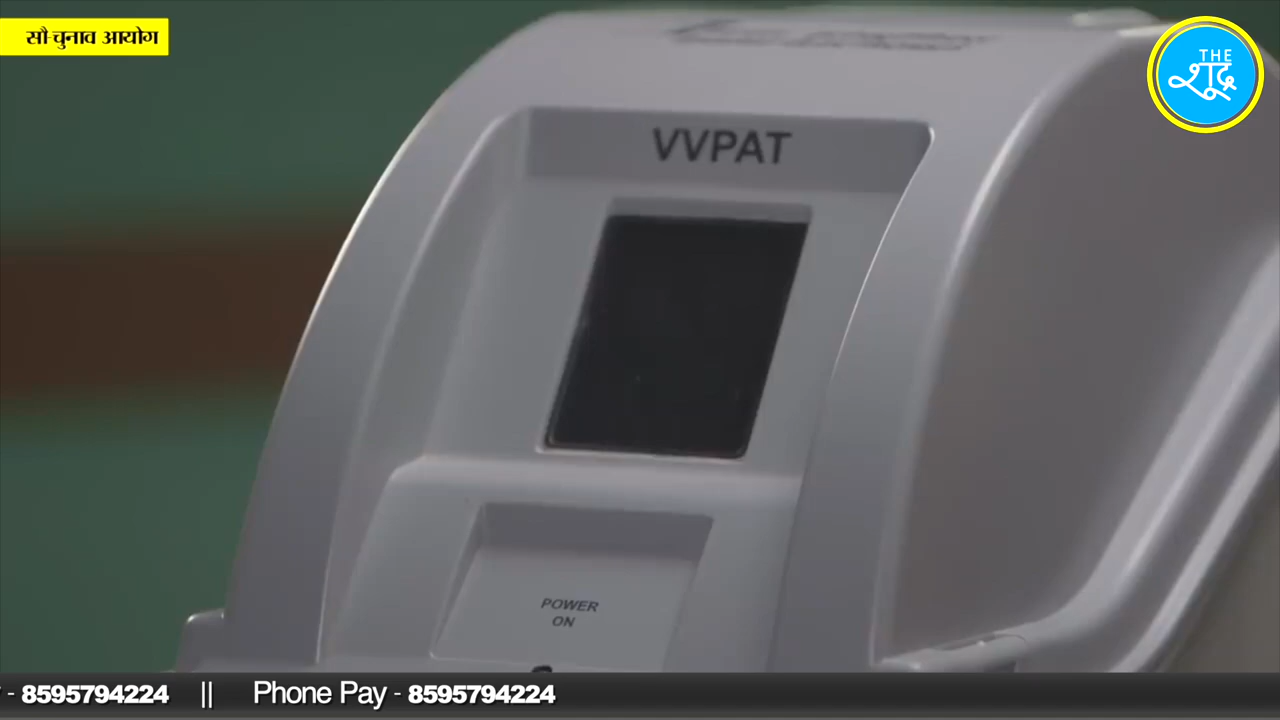 सौ-चुनाव आयोग
THE
शूद्र
VVPAT
POWER
ON
- 8595794224 || Phone Pay - 8595794224